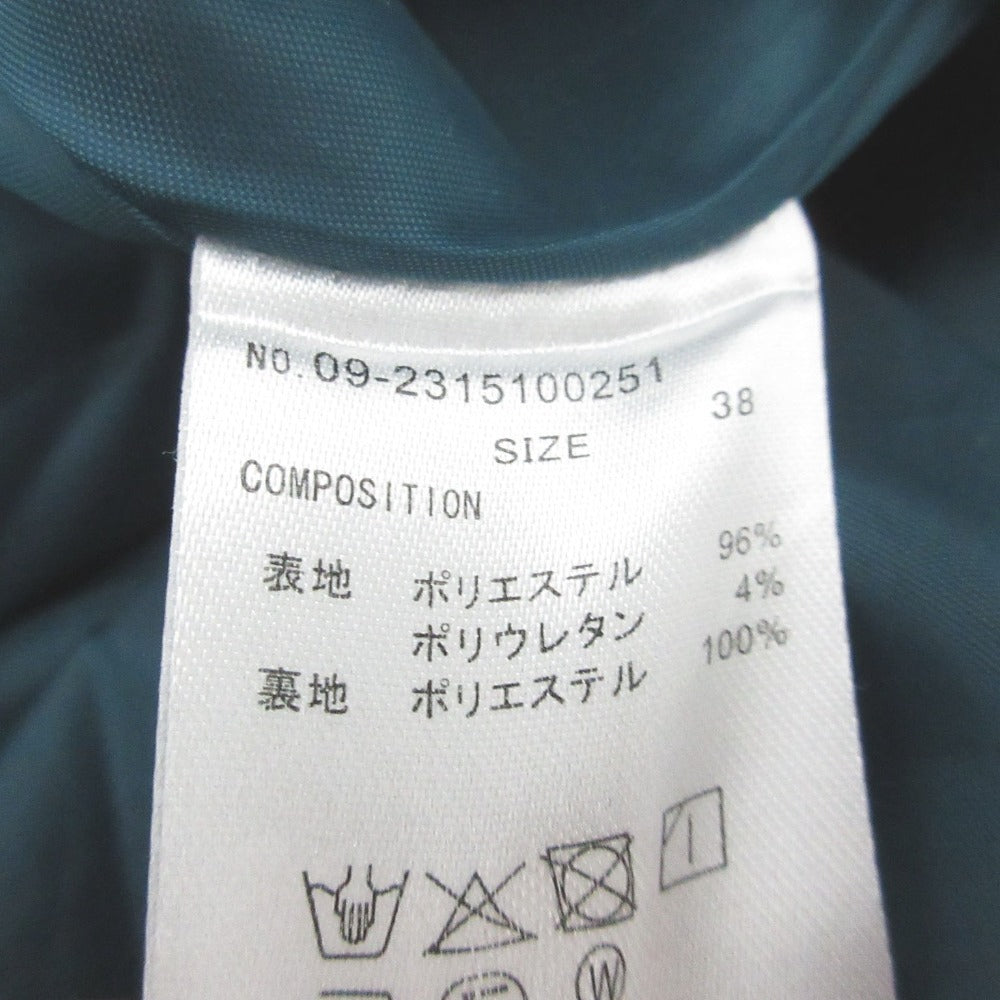 NO.09-2315100251
SIZE 38
COMPOSITION
表地 ポリエステル 96%
ポリウレタン 4%
裏地 ポリエステル 100%
W